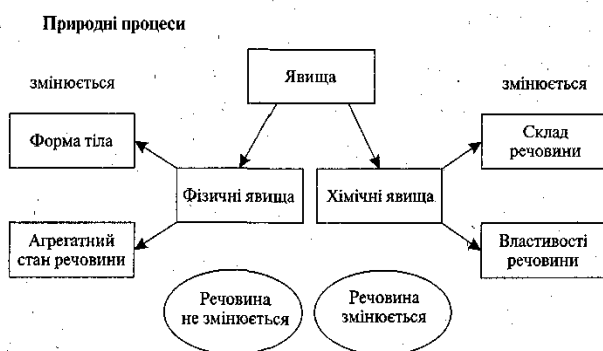 Природні процеси
Явища
змінюється
змінюється
Форма тіла
Склад
речовини
Фізичні явища
Хімічні явища
Агрегатний
стан речовини
Властивості
речовини
Речовина
не змінюється
Речовина
змінюється